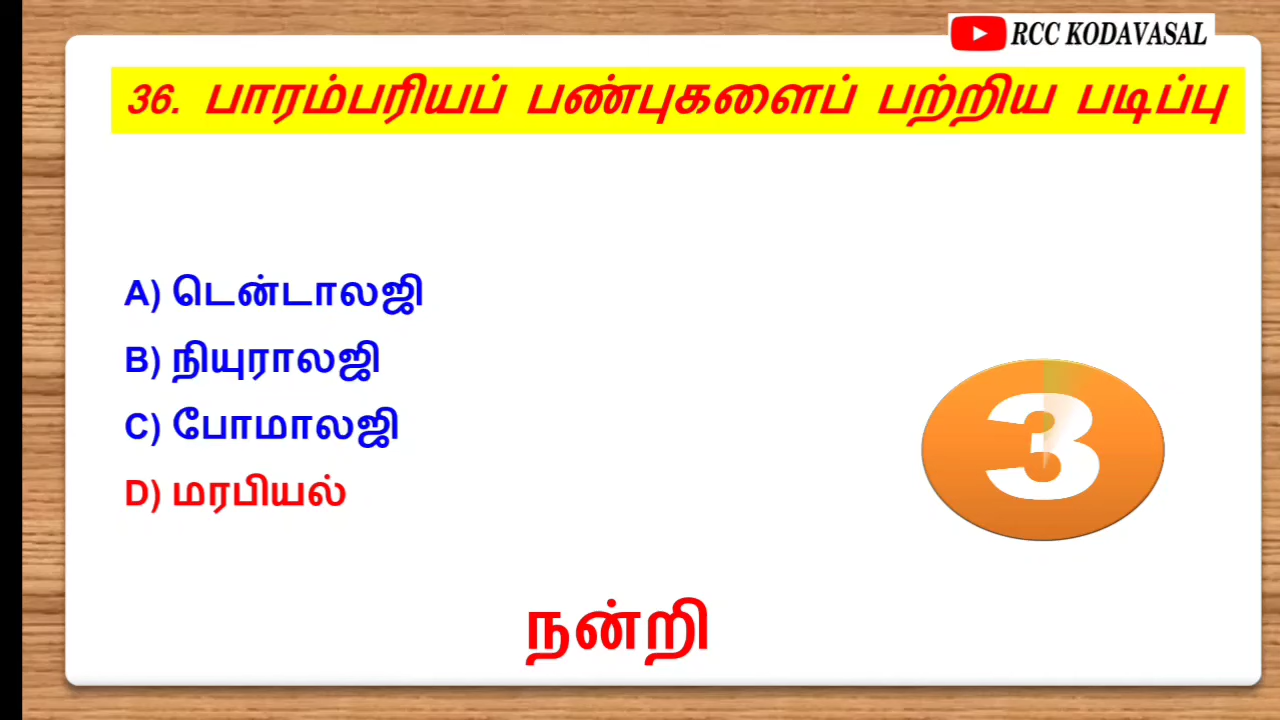 RCC KODAVASAL
36. பாரம்பரியப் பண்புகளைப் பற்றிய படிப்பு
A) டென்டாலஜி
B) நியுராலஜி
C) போமாலஜி
D) மரபியல்
3
நன்றி